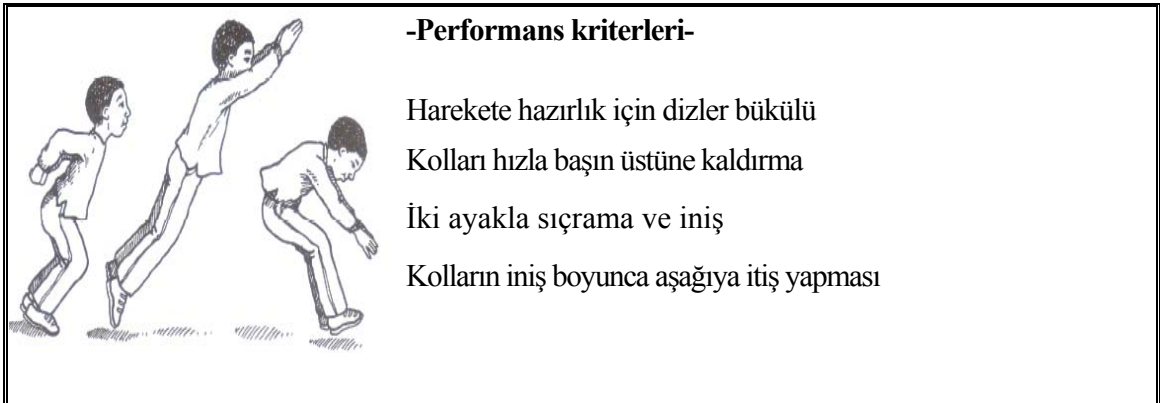 -Performans kriterleri-
Harekete hazırlık için dizler bükülü
Kolları hızla başın üstüne kaldırma
İki ayakla sıçrama ve iniş
Kolların iniş boyunca aşağıya itiş yapması